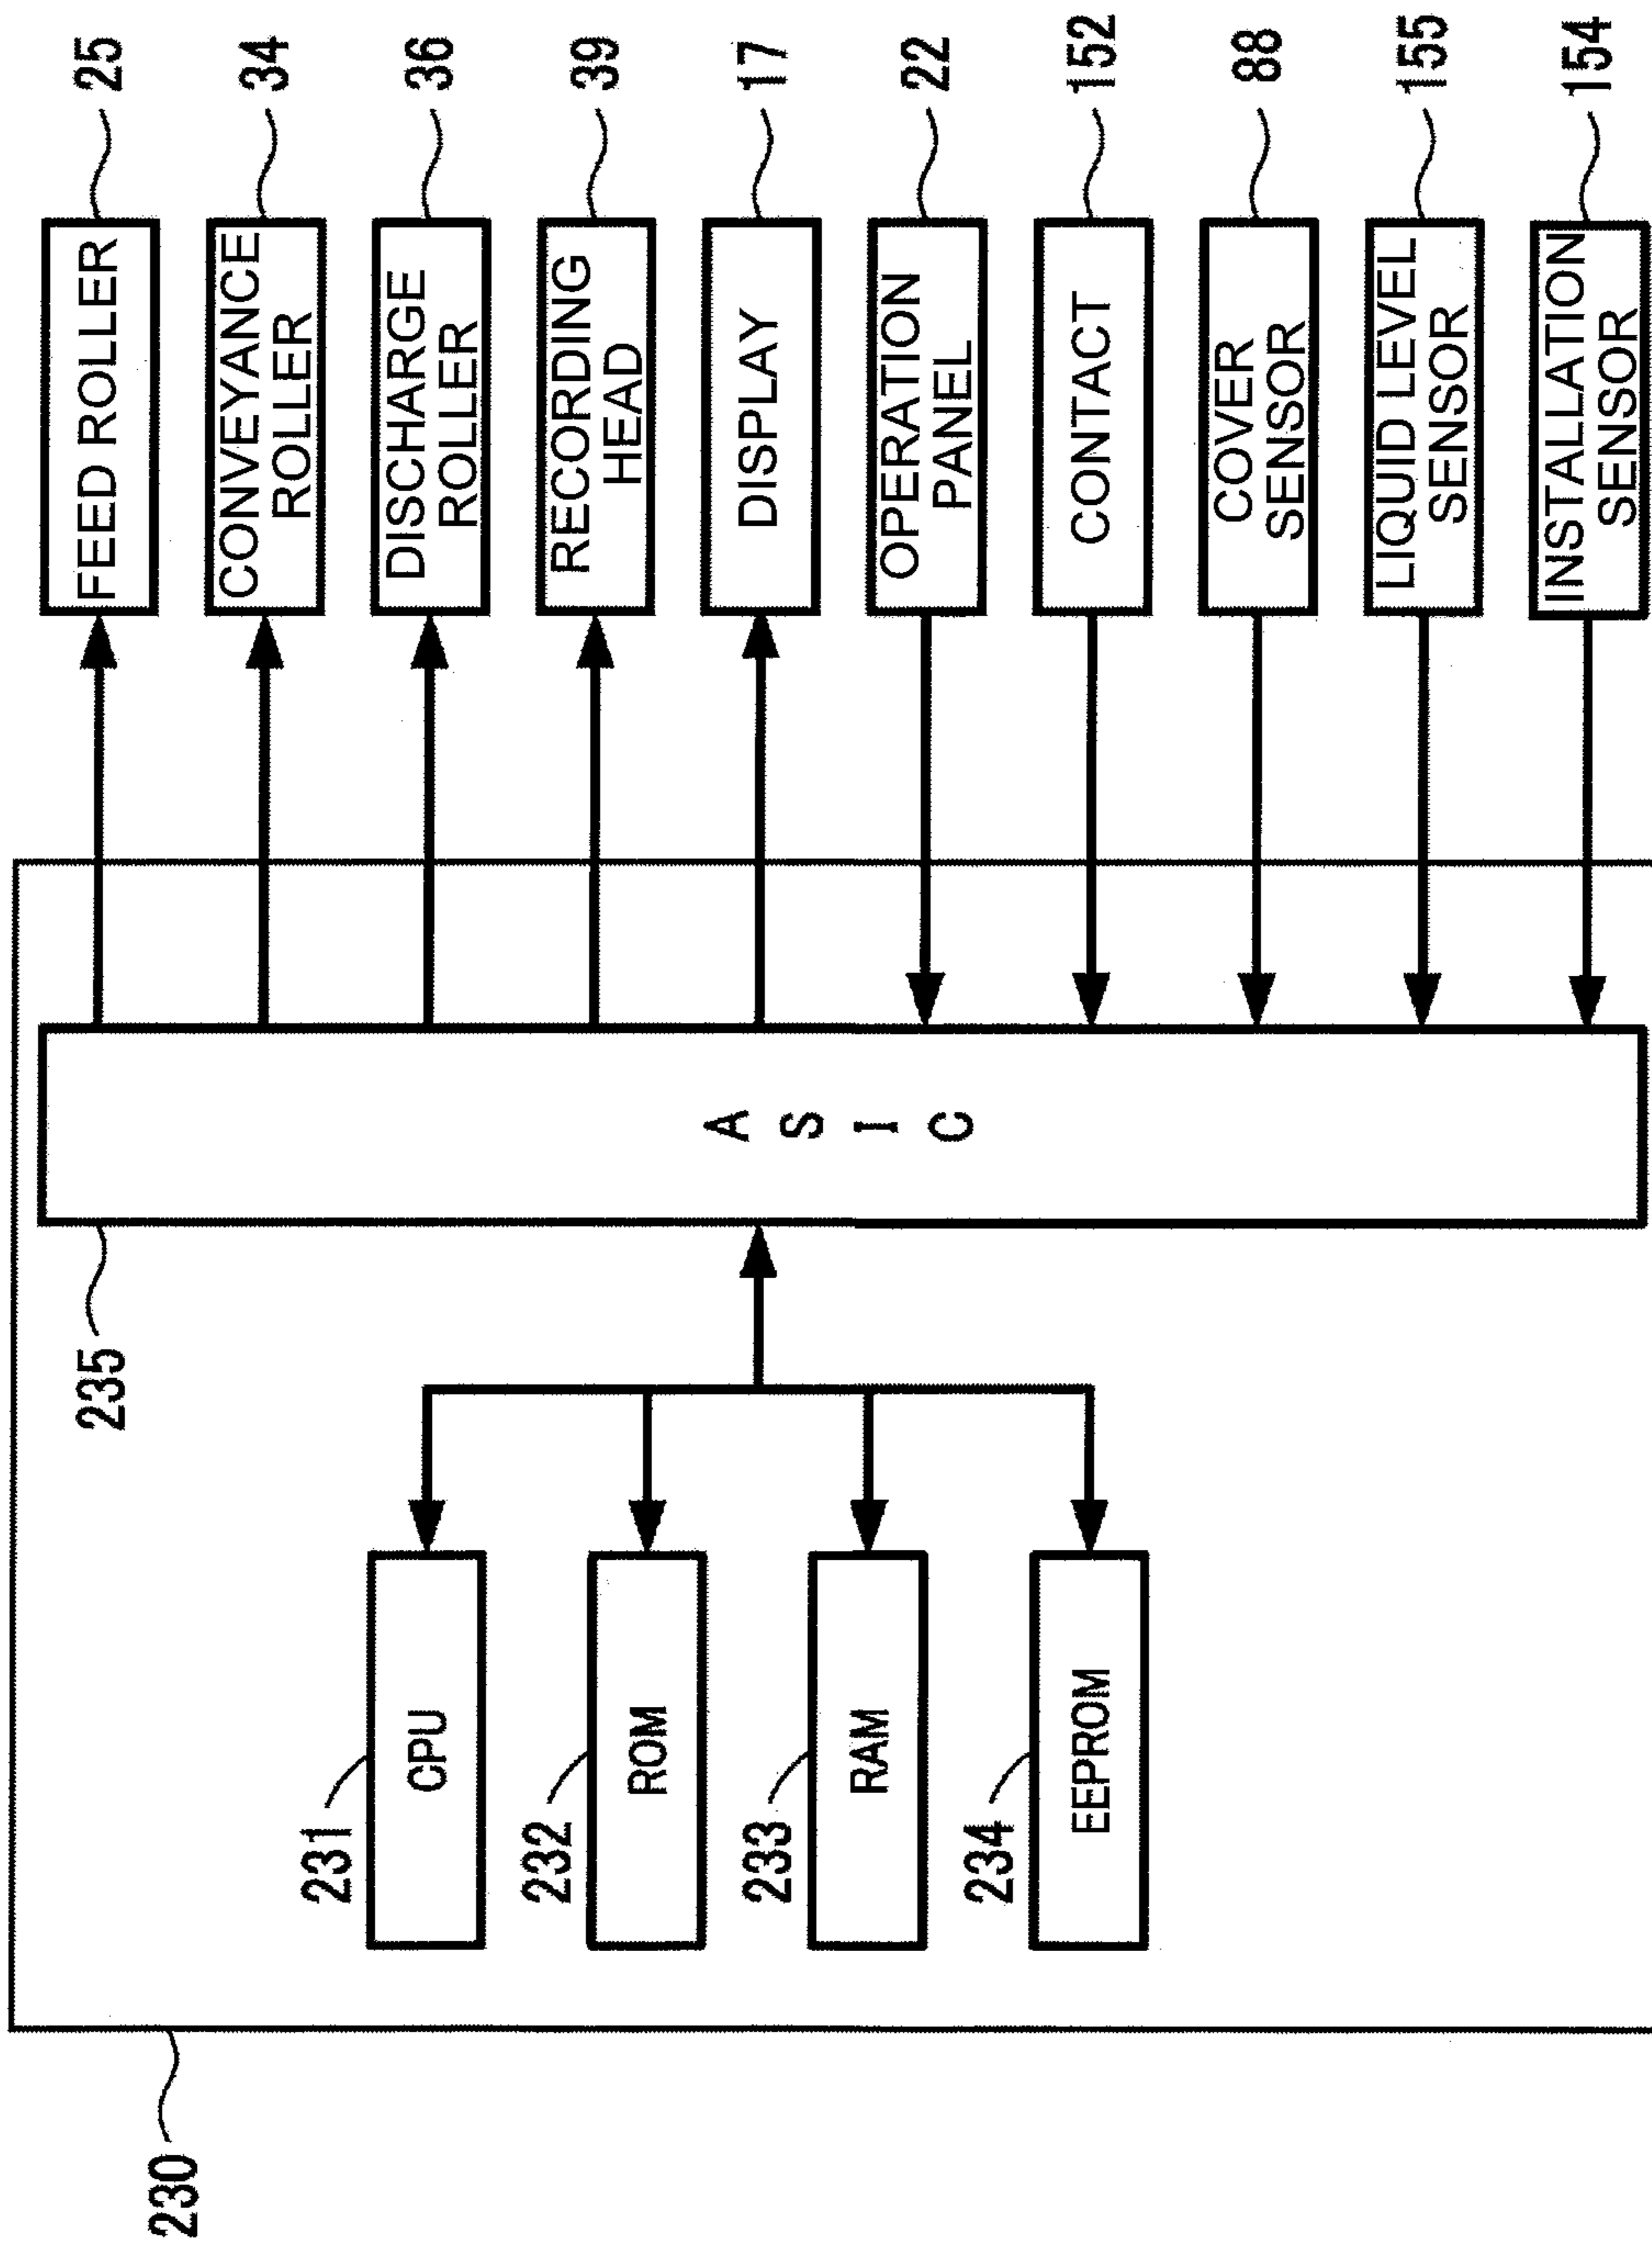 230
231
CPU
232
ROM
233
RAM
234
EEPROM
235
ASIC
FEED ROLLER
25
CONVEYANCE
ROLLER
34
DISCHARGE
ROLLER
36
RECORDING
HEAD
39
DISPLAY
17
OPERATION
PANEL
22
CONTACT
152
COVER
SENSOR
88
LIQUID LEVEL
SENSOR
155
INSTALLATION
SENSOR
154